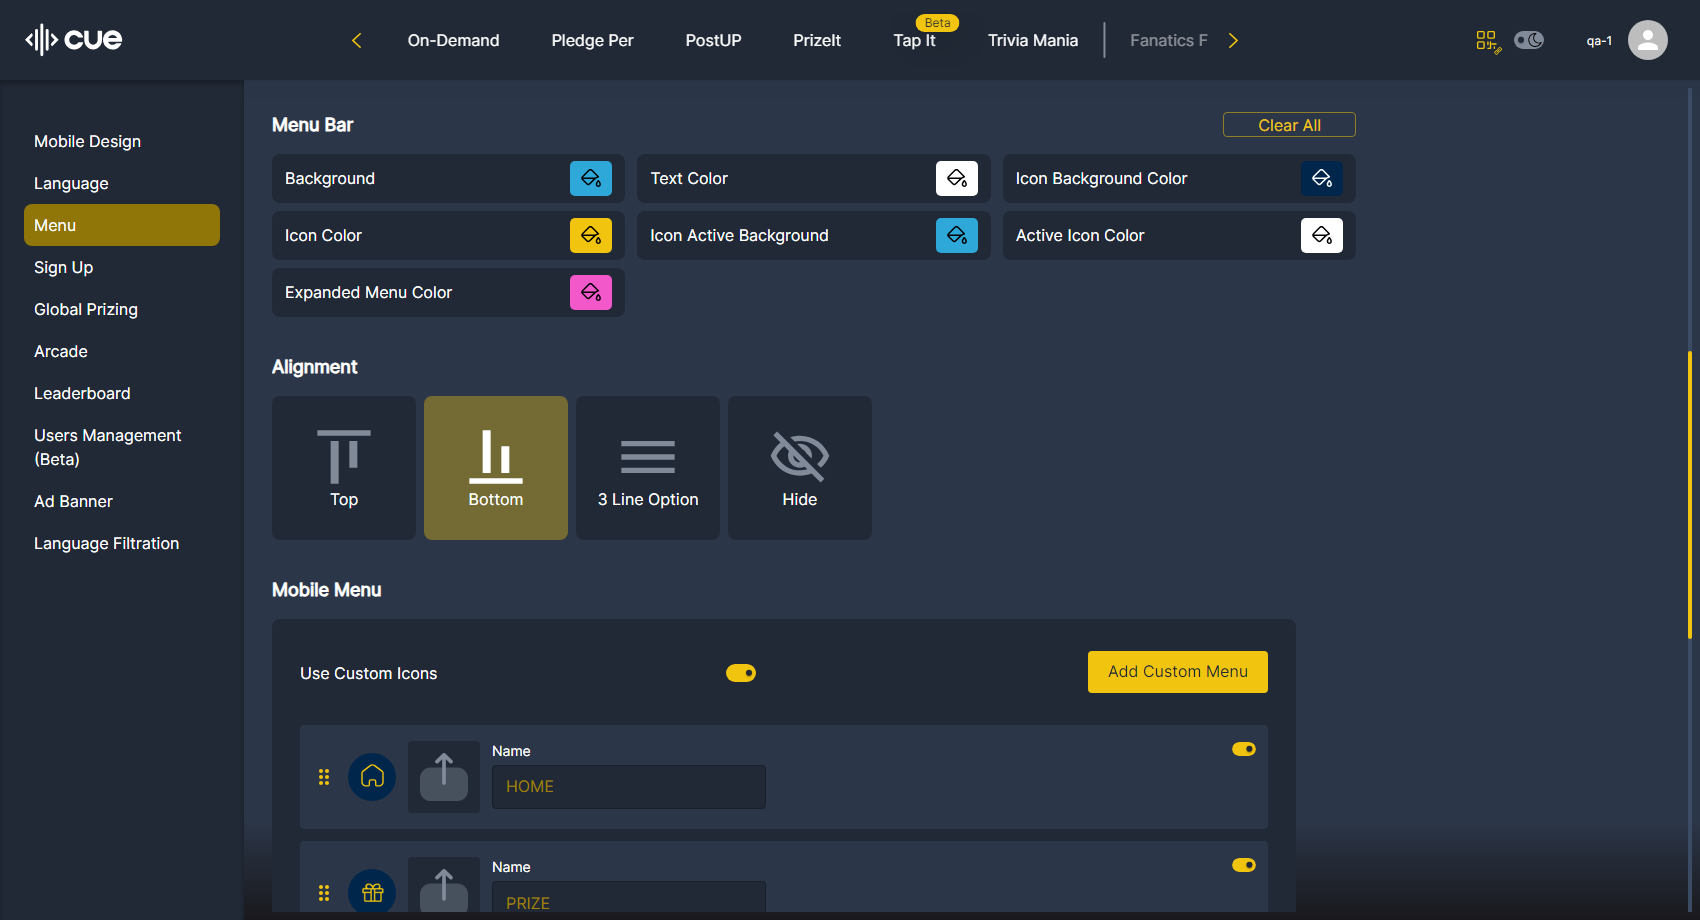 cue
On-Demand
Pledge Per
PostUP
PrizeIt
Beta
Tap It
Trivia Mania
Fanatics F
qa-1
Mobile Design
Language
Menu
Sign Up
Global Prizing
Arcade
Leaderboard
Users Management
(Beta)
Ad Banner
Language Filtration
Menu Bar
Clear All
Background
Text Color
Icon Background Color
Icon Color
Icon Active Background
Active Icon Color
Expanded Menu Color
Alignment
Top
Bottom
3 Line Option
Hide
Mobile Menu
Use Custom Icons
Add Custom Menu
Name
HOME
Name
PRIZE